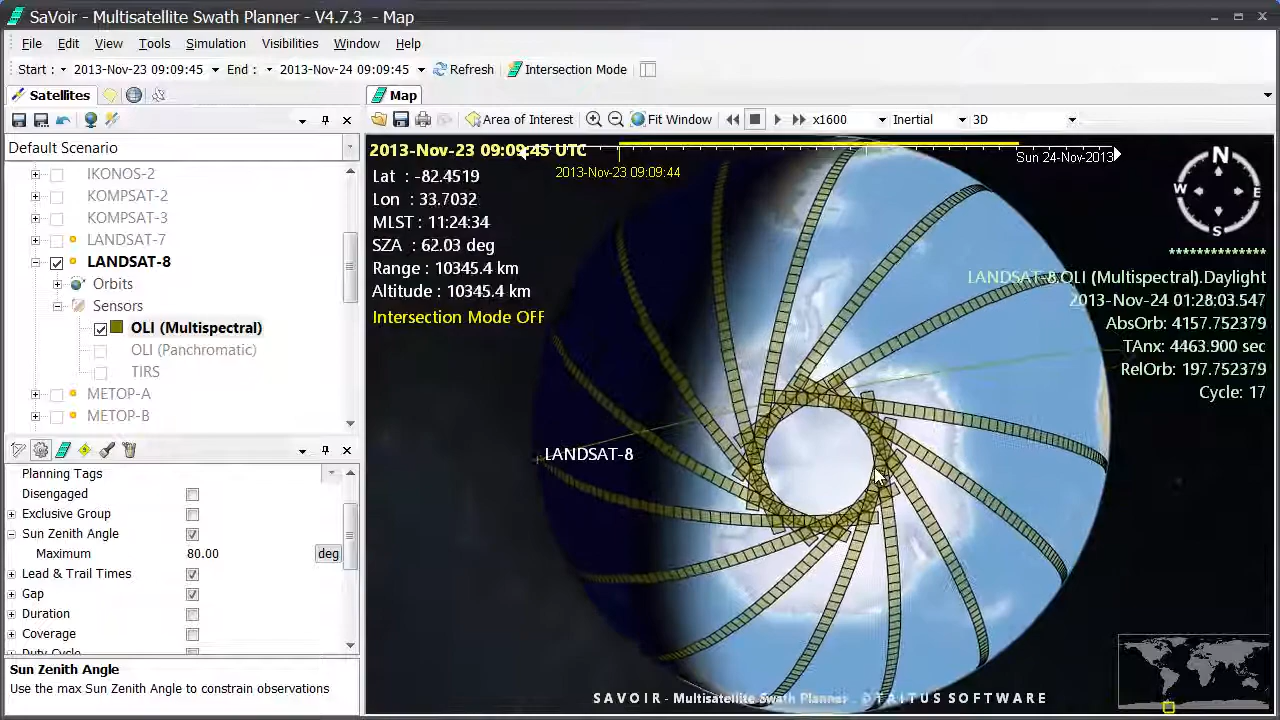 SaVoir - Multisatellite Swath Planner - V4.7.3 - Map
File Edit View Tools Simulation Visibilities Window Help
Start : 2013-Nov-23 09:09:45 End : 2013-Nov-24 09:09:45 Refresh Intersection Mode
Satellites
Map
Area of Interest Fit Window x1600 Inertial 3D
Default Scenario
IKONOS-2
KOMPSAT-2
KOMPSAT-3
LANDSAT-7
LANDSAT-8
Orbits
Sensors
OLI (Multispectral)
OLI (Panchromatic)
TIRS
METOP-A
METOP-B
Planning Tags
Disengaged
Exclusive Group
Sun Zenith Angle
Maximum 80.00 deg
Lead & Trail Times
Gap
Duration
Coverage
Duty Cycle
Sun Zenith Angle
Use the max Sun Zenith Angle to constrain observations
2013-Nov-23 09:09:45 UTC
Sun 24-Nov-2013
2013-Nov-23 09:09:44
Lat : -82.4519
Lon : 33.7032
MLST : 11:24:34
SZA : 62.03 deg
Range : 10345.4 km
Altitude : 10345.4 km
Intersection Mode OFF
N
W E
S
*************
LANDSAT-8.OLI (Multispectral).Daylight
2013-Nov-24 01:28:03.547
AbsOrb: 4157.752379
TAnx: 4463.900 sec
RelOrb: 197.752379
Cycle: 17
LANDSAT-8
SAVOIR - Multisatellite Swath Planner - TAITUS SOFTWARE